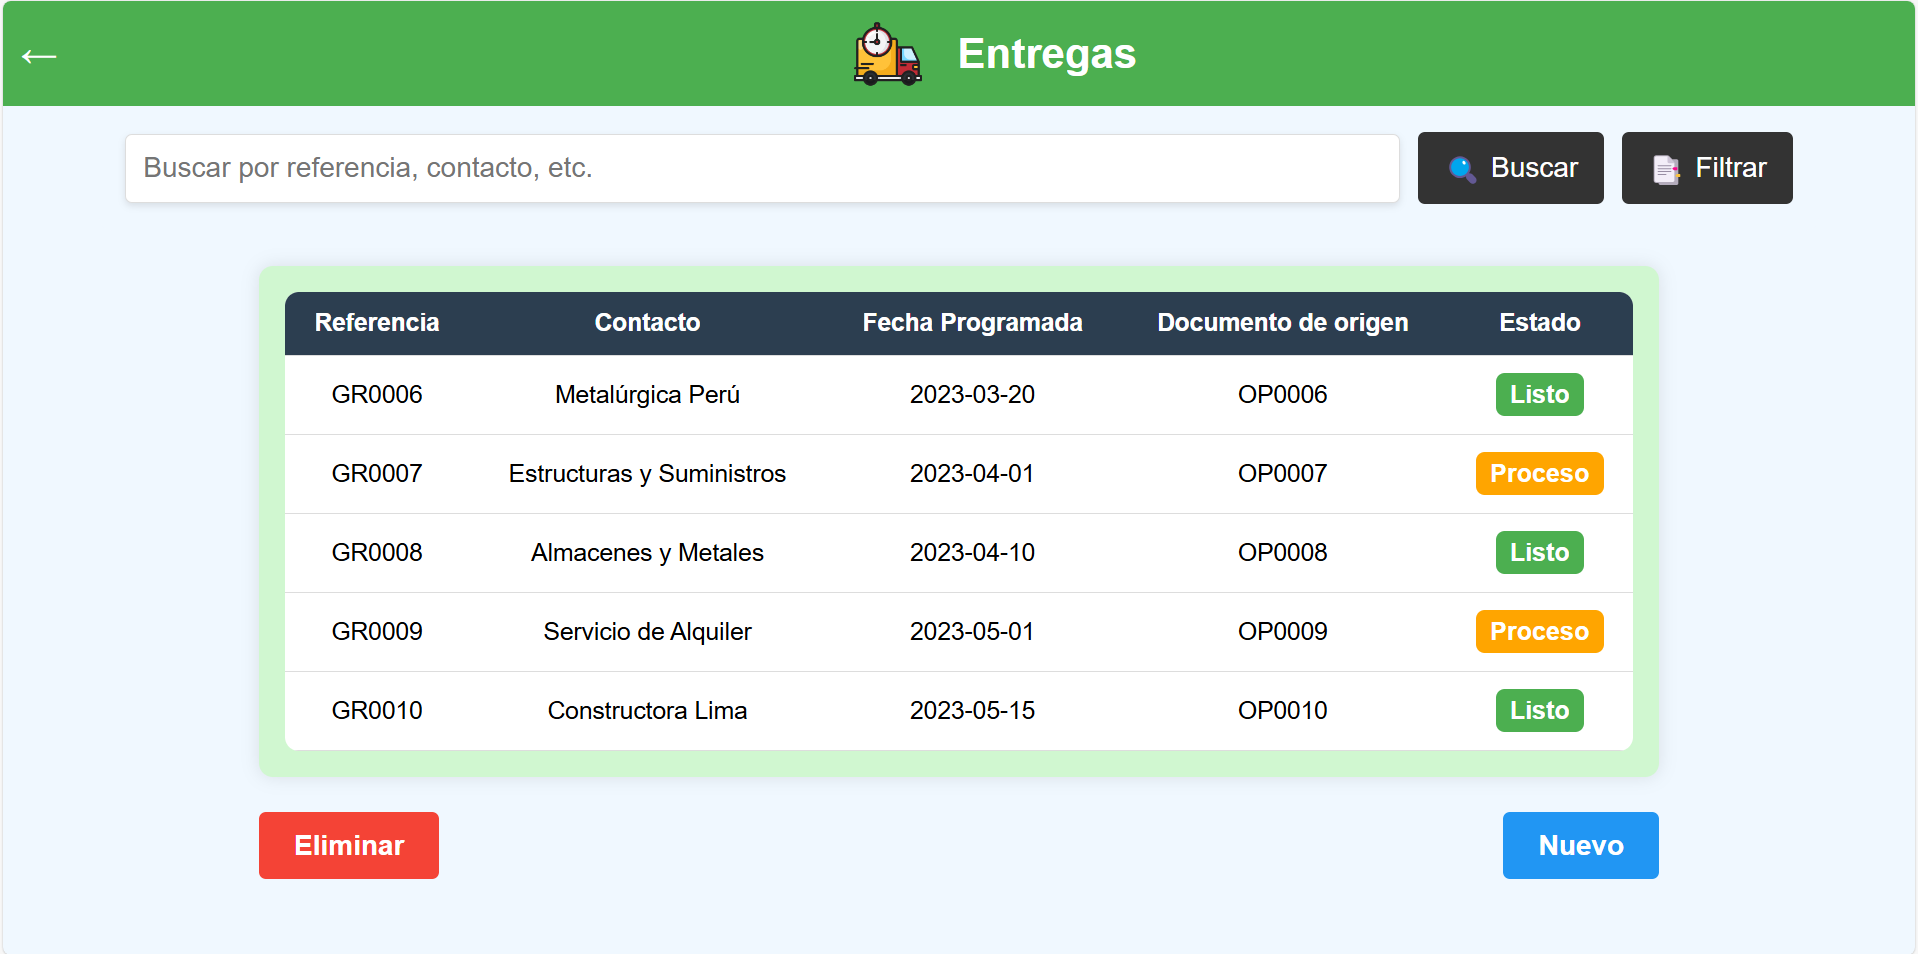 ← Entregas
Buscar por referencia, contacto, etc. Buscar Filtrar
Referencia Contacto Fecha Programada Documento de origen Estado
GR0006 Metalúrgica Perú 2023-03-20 OP0006 Listo
GR0007 Estructuras y Suministros 2023-04-01 OP0007 Proceso
GR0008 Almacenes y Metales 2023-04-10 OP0008 Listo
GR0009 Servicio de Alquiler 2023-05-01 OP0009 Proceso
GR0010 Constructora Lima 2023-05-15 OP0010 Listo
Eliminar Nuevo